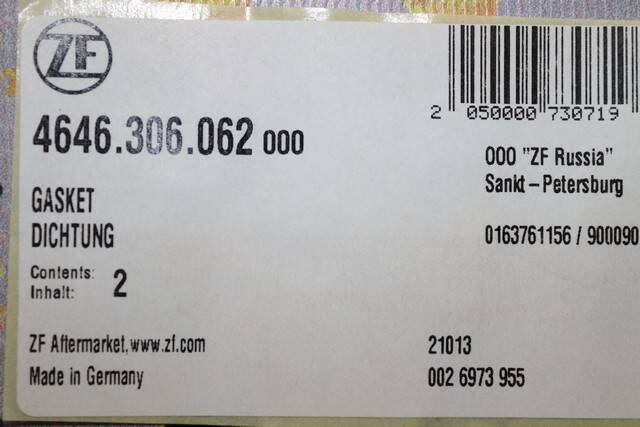 ZF
2 050000 730719
4646.306.062 000
OOO "ZF Russia"
Sankt-Petersburg
GASKET
DICHTUNG
0163761156 / 900090
Contents:
Inhalt: 2
ZF Aftermarket, www.zf.com
21013
Made in Germany
002 6973 955